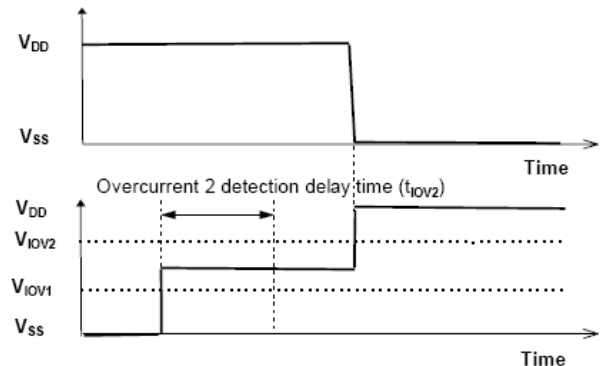 VDD
VSS
Time
Overcurrent 2 detection delay time (tIOV2)
VDD
VIOV2
VIOV1
VSS
Time